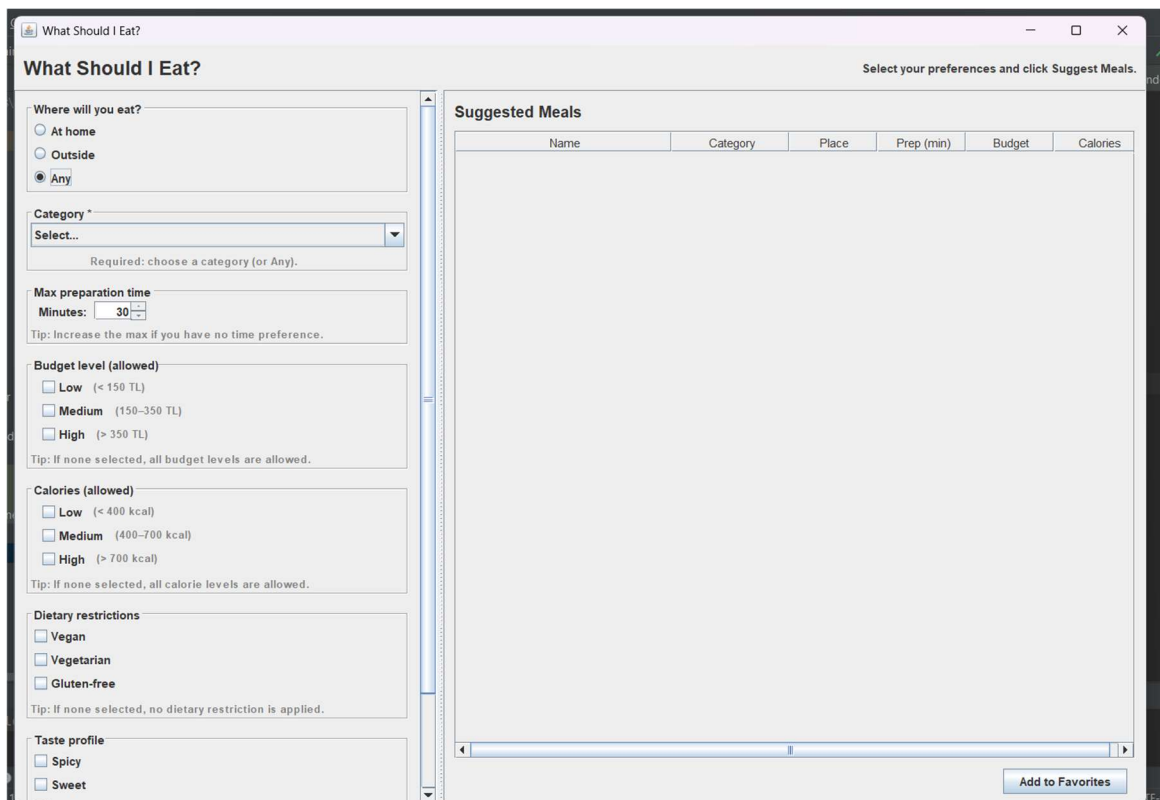 What Should I Eat?
What Should I Eat?
Select your preferences and click Suggest Meals.
Where will you eat?
At home
Outside
Any
Category *
Select...
Required: choose a category (or Any).
Max preparation time
Minutes: 30
Tip: Increase the max if you have no time preference.
Budget level (allowed)
Low (< 150 TL)
Medium (150–350 TL)
High (> 350 TL)
Tip: If none selected, all budget levels are allowed.
Calories (allowed)
Low (< 400 kcal)
Medium (400–700 kcal)
High (> 700 kcal)
Tip: If none selected, all calorie levels are allowed.
Dietary restrictions
Vegan
Vegetarian
Gluten-free
Tip: If none selected, no dietary restriction is applied.
Taste profile
Spicy
Sweet
Suggested Meals
Name Category Place Prep (min) Budget Calories
Add to Favorites